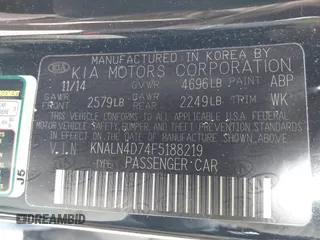 MANUFACTURED IN KOREA BY
KIA KIA MOTORS CORPORATION
11/14 GVWR 4696LB PAINT ABP
GAWR FRONT 2579LB GAWR REAR 2249LB TRIM WK
THIS VEHICLE CONFORMS TO ALL APPLICABLE U.S. FEDERAL
MOTOR VEHICLE SAFETY, BUMPER, AND THEFT PREVENTION STANDARDS
IN EFFECT ON THE DATE OF MANUFACTURE SHOWN ABOVE.
V.I.N KNALN4D74F5188219
TYPE: PASSENGER CAR
J5
DREAMBID